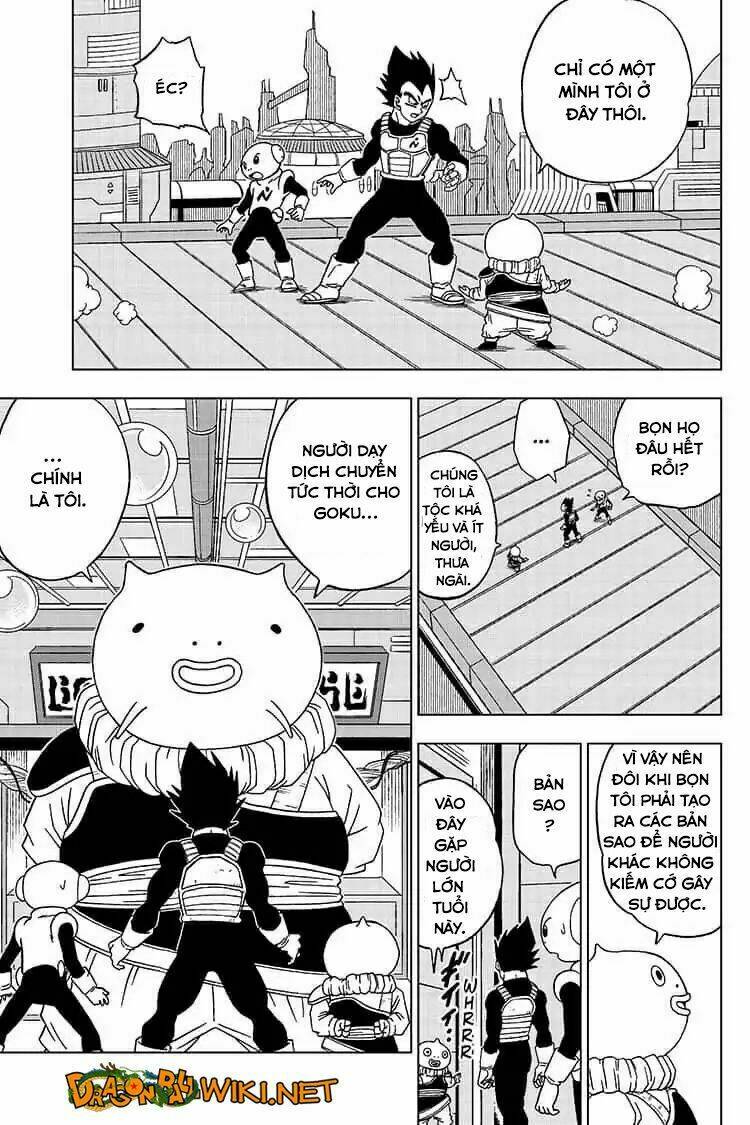 CHỈ CÓ MỘT
MÌNH TÔI Ở
ĐÂY THÔI.
ÉC?
BỌN HỌ
ĐÂU HẾT
RỒI?
...
CHÚNG
TÔI LÀ
TỘC KHÁ
YẾU VÀ ÍT
NGƯỜI,
THƯA
NGÀI.
VÌ VẬY NÊN
ĐÔI KHI BỌN
TÔI PHẢI TẠO
RA CÁC BẢN
SAO ĐỂ NGƯỜI
KHÁC KHÔNG
KIẾM CỚ GÂY
SỰ ĐƯỢC.
BẢN
SAO
?
VÀO
ĐÂY
GẶP
NGƯỜI
LỚN
TUỔI
NÀY.
WHRRR
NGƯỜI DẠY
DỊCH CHUYỂN
TỨC THỜI CHO
GOKU...
...
CHÍNH
LÀ TÔI.
DRAGON BALL WIKI.NET